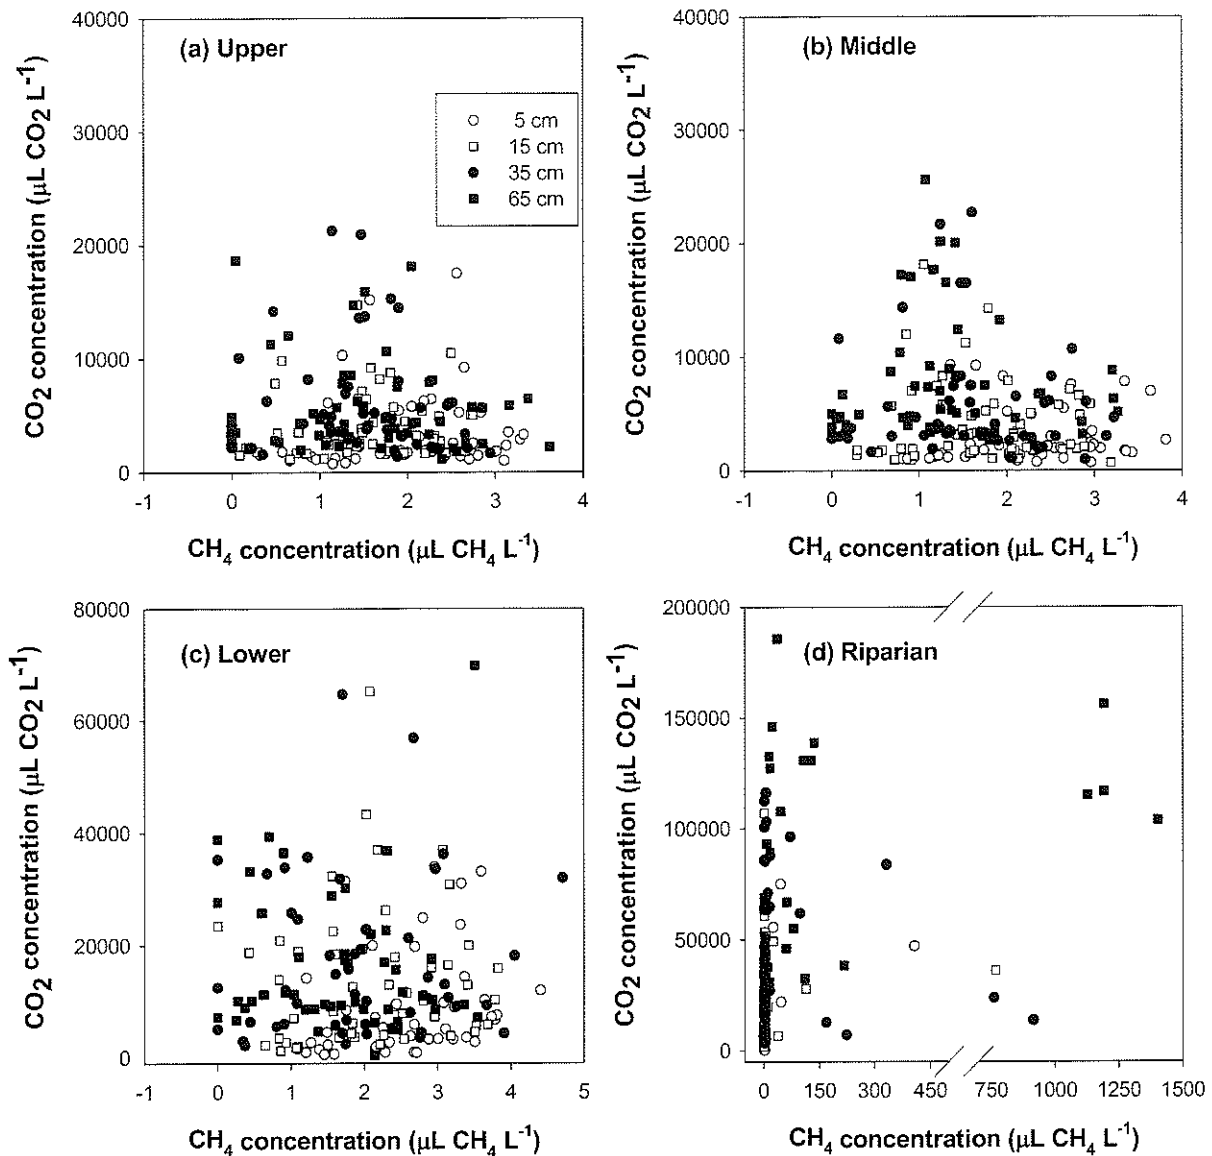 (a) Upper
CO2 concentration (µL CO2 L-1)
40000
30000
20000
10000
0
5 cm
15 cm
35 cm
65 cm
-1 0 1 2 3 4
CH4 concentration (µL CH4 L-1)
(b) Middle
CO2 concentration (µL CO2 L-1)
40000
30000
20000
10000
0
-1 0 1 2 3 4
CH4 concentration (µL CH4 L-1)
(c) Lower
CO2 concentration (µL CO2 L-1)
80000
60000
40000
20000
0
-1 0 1 2 3 4 5
CH4 concentration (µL CH4 L-1)
(d) Riparian
CO2 concentration (µL CO2 L-1)
200000
150000
100000
50000
0
0 150 300 450 750 1000 1250 1500
CH4 concentration (µL CH4 L-1)